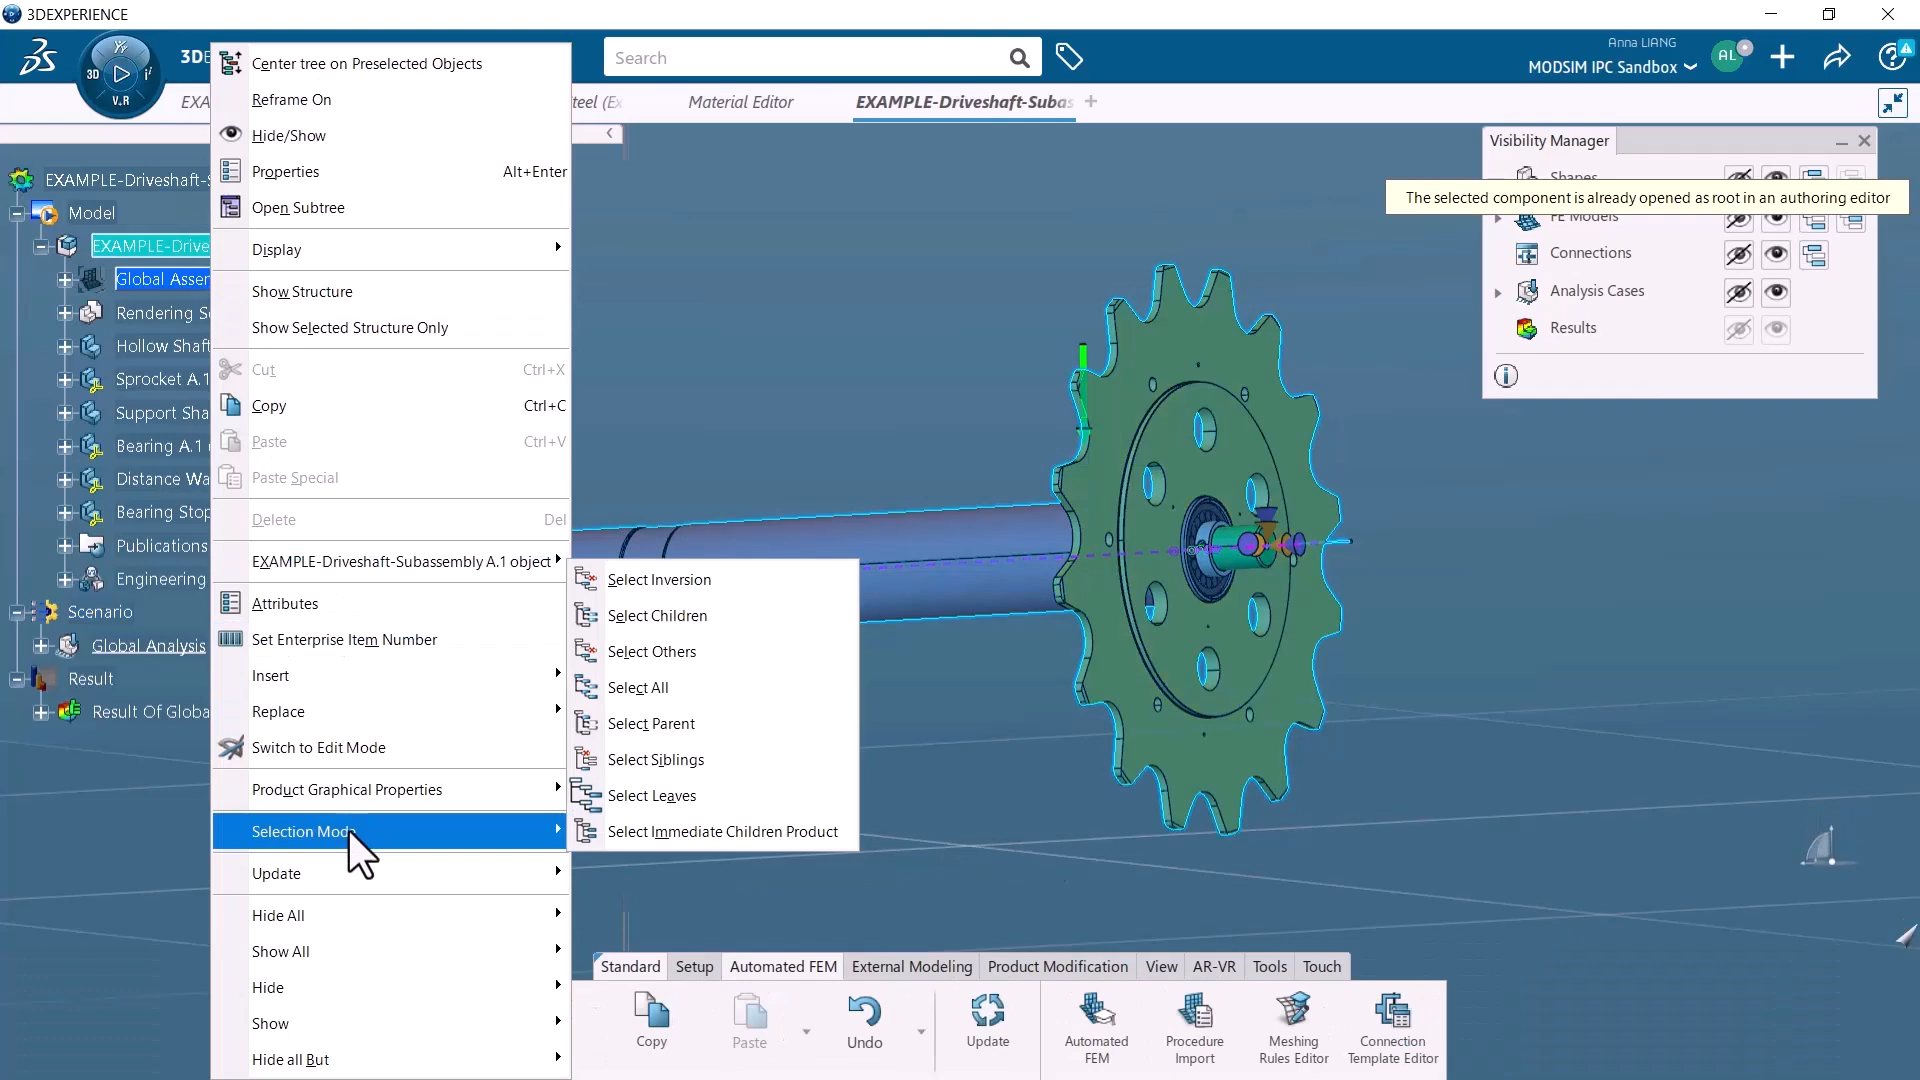 3DEXPERIENCE
3D
Search
Anna LIANG
MODSIM IPC Sandbox
AL
3D
V.R
EXA
teel (Ex
Material Editor
EXAMPLE-Driveshaft-Subas
EXAMPLE-Driveshaft-S
Model
EXAMPLE-Drive
Global Assem
Rendering S
Hollow Shaft
Sprocket A.1
Support Sha
Bearing A.1
Distance Wa
Bearing Stop
Publications
Engineering
Scenario
Global Analysis
Result
Result Of Globa
Center tree on Preselected Objects
Reframe On
Hide/Show
Properties Alt+Enter
Open Subtree
Display
Show Structure
Show Selected Structure Only
Cut Ctrl+X
Copy Ctrl+C
Paste Ctrl+V
Paste Special
Delete Del
EXAMPLE-Driveshaft-Subassembly A.1 object
Attributes
Set Enterprise Item Number
Insert
Replace
Switch to Edit Mode
Product Graphical Properties
Selection Mode
Update
Hide All
Show All
Hide
Show
Hide all But
Select Inversion
Select Children
Select Others
Select All
Select Parent
Select Siblings
Select Leaves
Select Immediate Children Product
Visibility Manager
Shapes
The selected component is already opened as root in an authoring editor
FE Models
Connections
Analysis Cases
Results
Standard
Setup
Automated FEM
External Modeling
Product Modification
View
AR-VR
Tools
Touch
Copy
Paste
Undo
Update
Automated
FEM
Procedure
Import
Meshing
Rules Editor
Connection
Template Editor